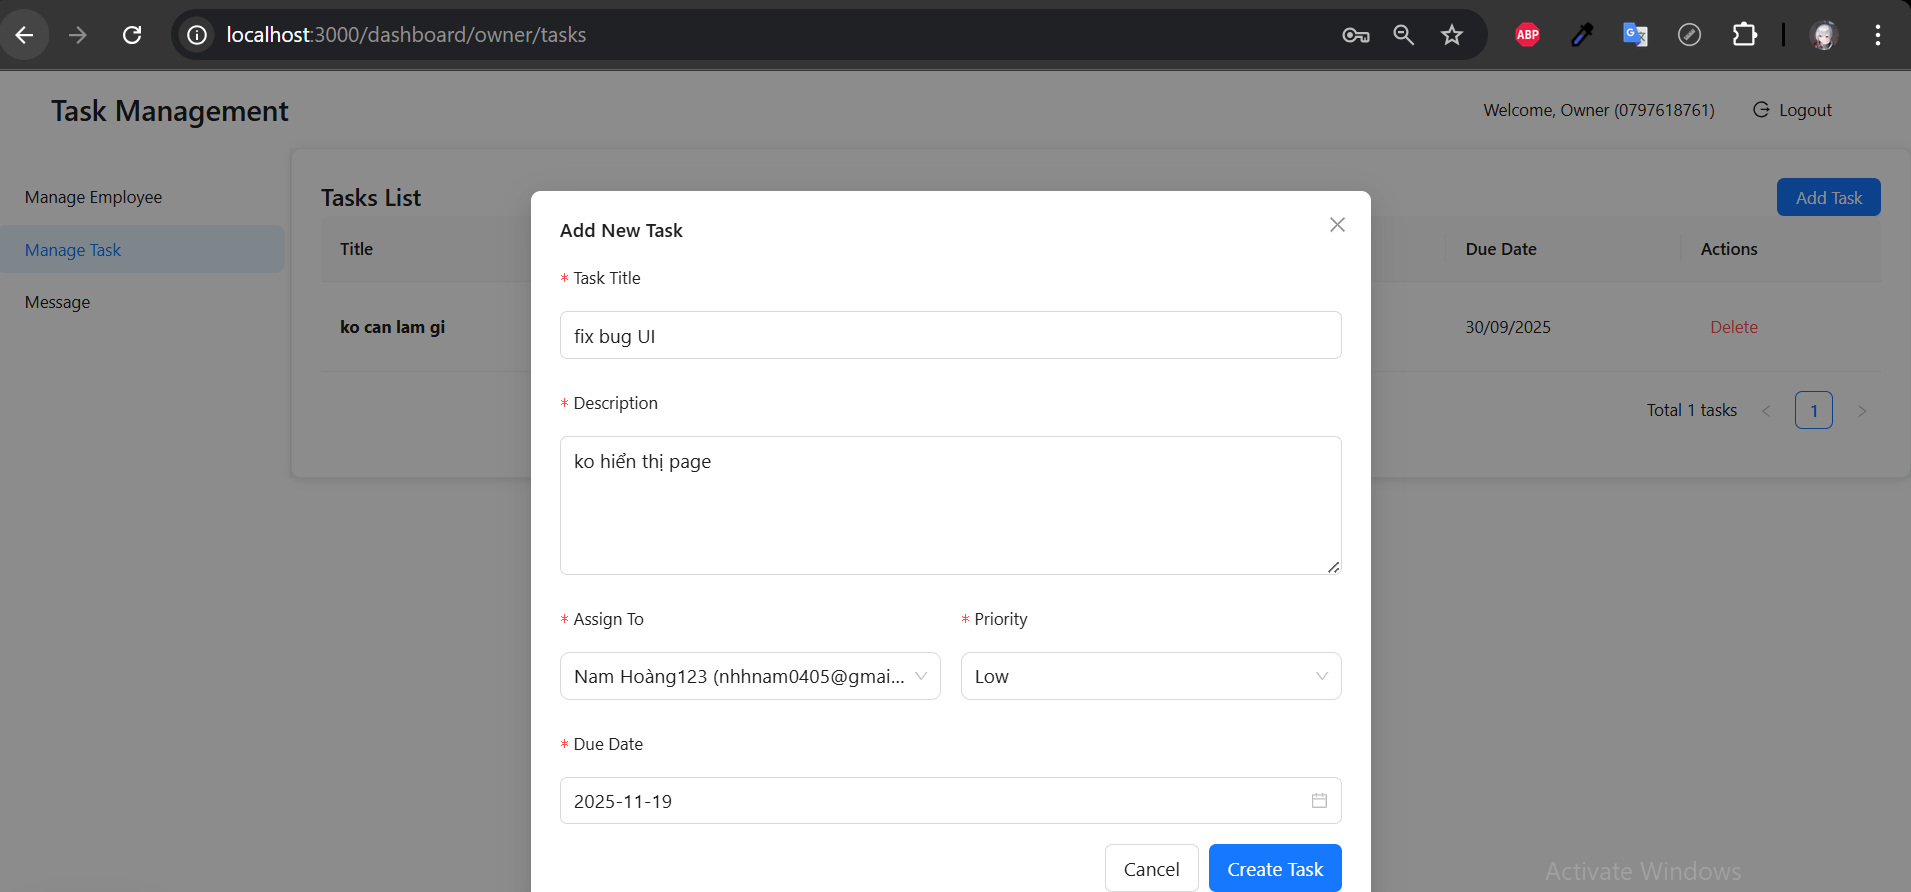 localhost:3000/dashboard/owner/tasks
ABP
Task Management
Welcome, Owner (0797618761)
Logout
Manage Employee
Manage Task
Message
Tasks List
Add Task
Title
Due Date
Actions
ko can lam gi
30/09/2025
Delete
Total 1 tasks
1
Add New Task
* Task Title
fix bug UI
* Description
ko hiển thị page
* Assign To
* Priority
Nam Hoàng123 (nhhnam0405@gmai...
Low
* Due Date
2025-11-19
Cancel
Create Task
Activate Windows